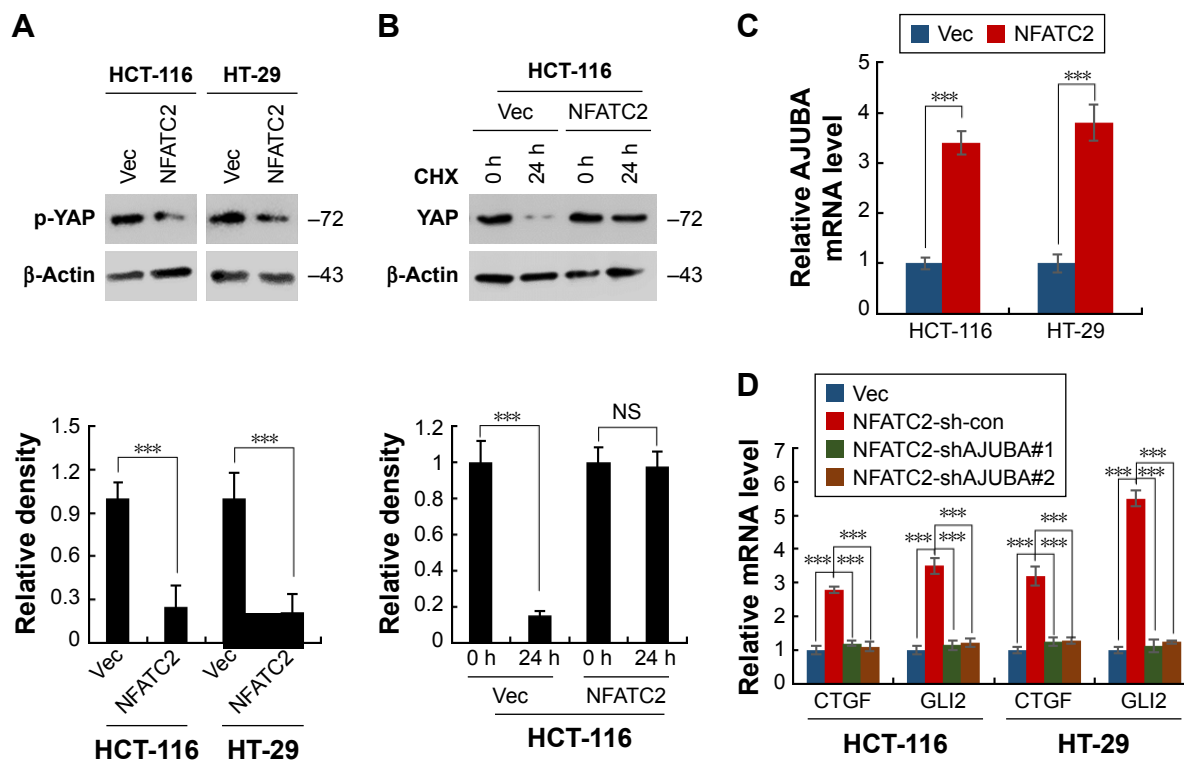 A
HCT-116 HT-29
Vec NFATC2 Vec NFATC2
p-YAP –72
β-Actin –43
Relative density
1.5
1.2
0.9
0.6
0.3
0
***
***
Vec NFATC2 Vec NFATC2
HCT-116 HT-29
B
HCT-116
Vec NFATC2
CHX 0 h 24 h 0 h 24 h
YAP –72
β-Actin –43
Relative density
1.2
1
0.8
0.6
0.4
0.2
0
***
NS
0 h 24 h 0 h 24 h
Vec NFATC2
HCT-116
C
Vec NFATC2
Relative AJUBA
mRNA level
5
4
3
2
1
0
***
***
HCT-116 HT-29
D
Vec
NFATC2-sh-con
NFATC2-shAJUBA#1
NFATC2-shAJUBA#2
Relative mRNA level
7
6
5
4
3
2
1
0
***
*** ***
***
*** ***
***
*** ***
***
*** ***
CTGF GLI2 CTGF GLI2
HCT-116 HT-29